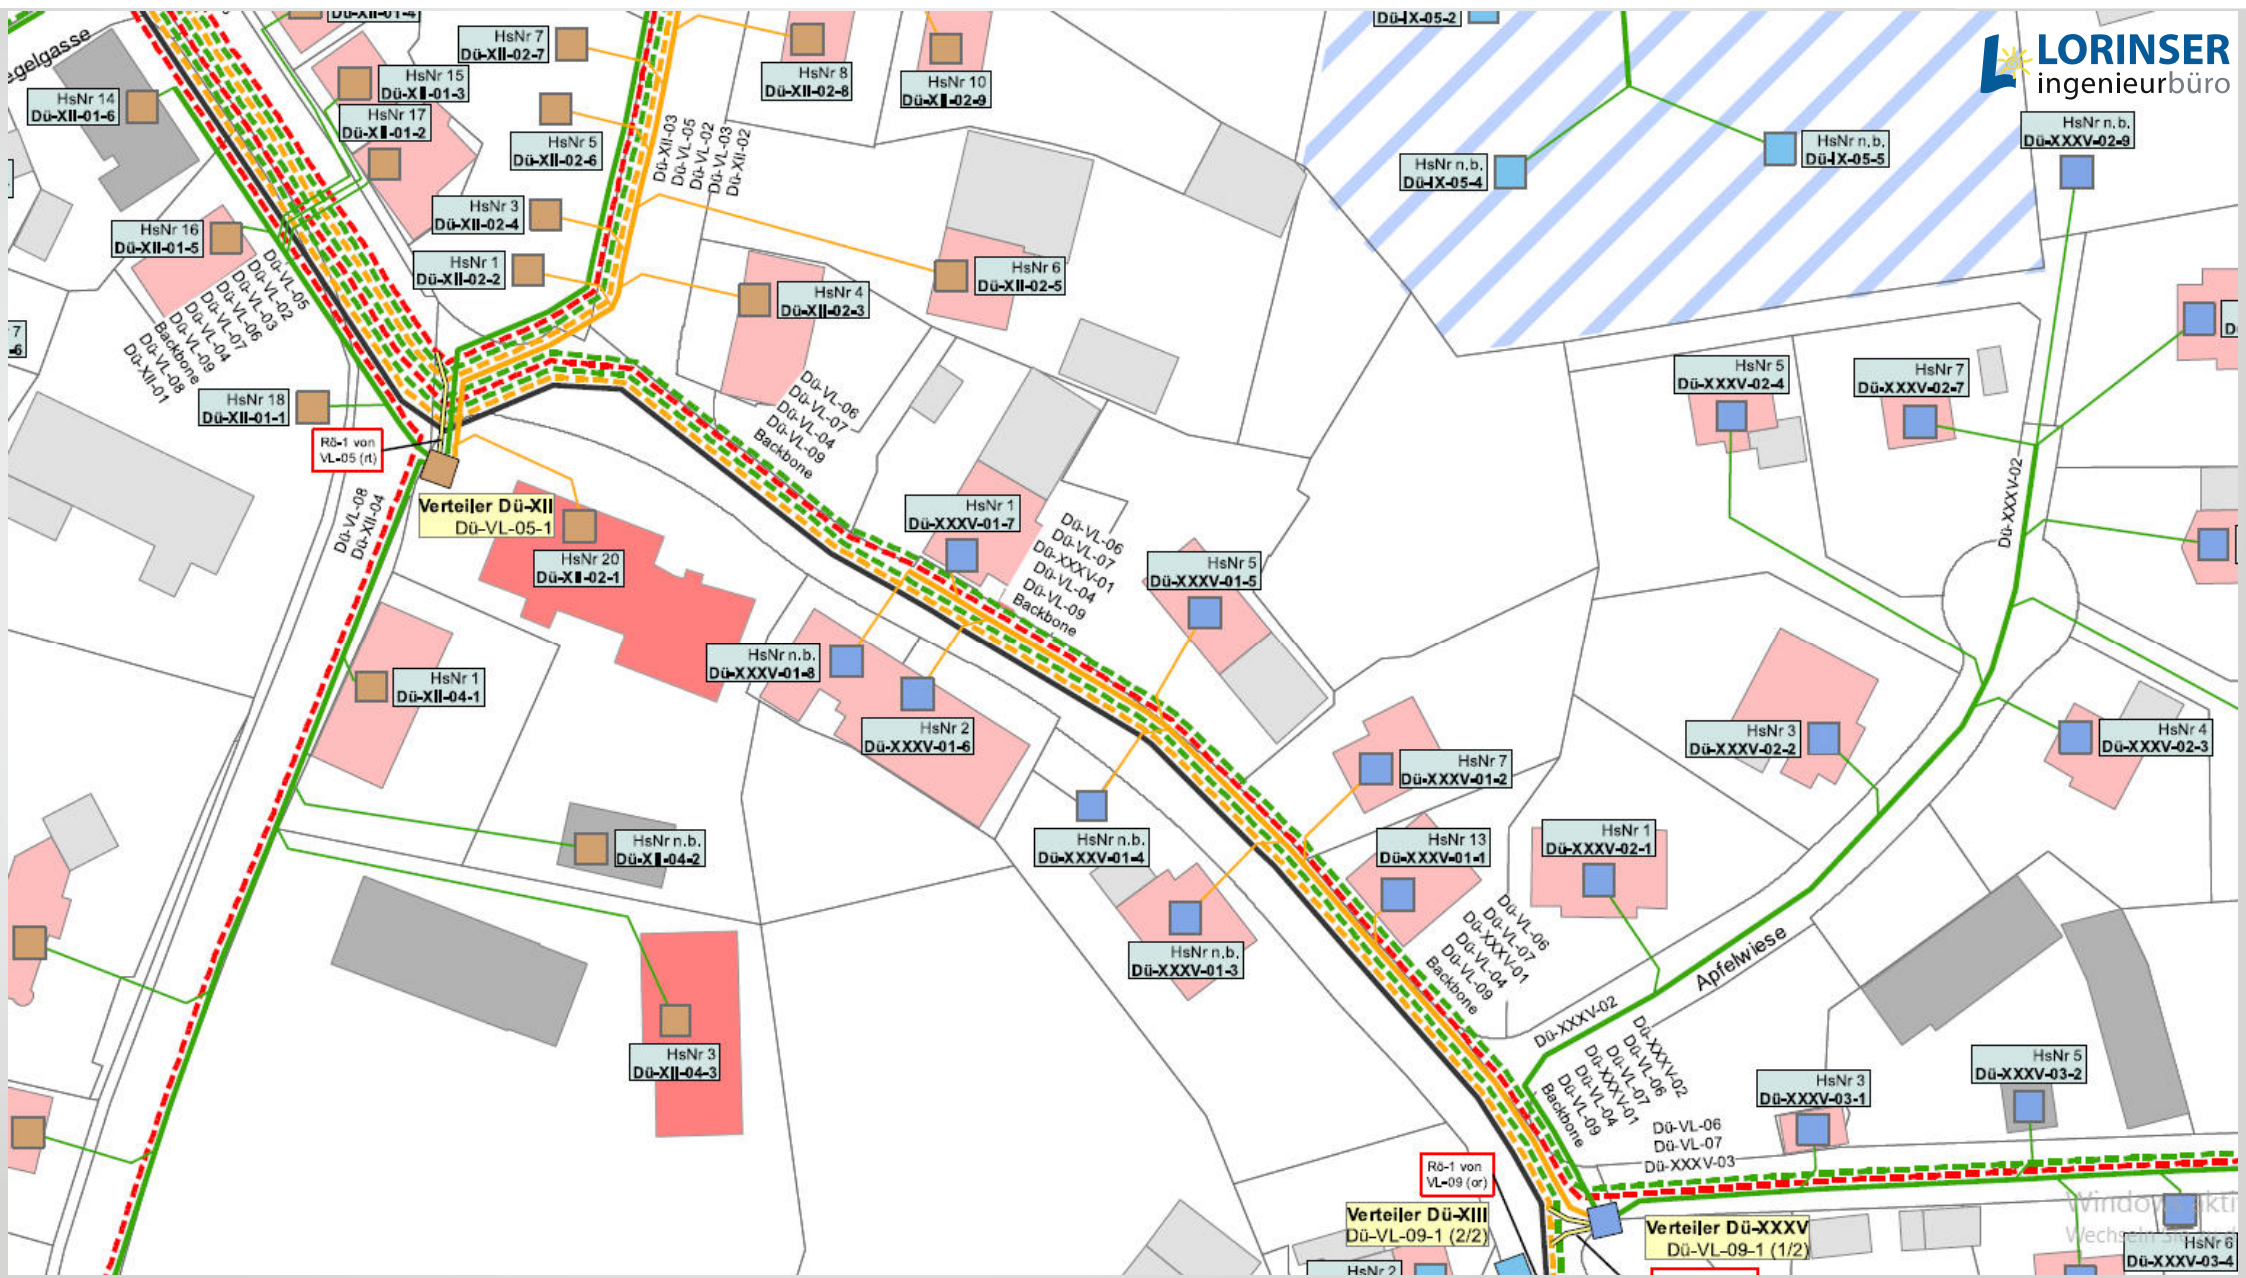 egelgasse
Dü-XII-01-4
HsNr 15
Dü-XII-01-3
HsNr 17
Dü-XII-01-2
HsNr 14
Dü-XII-01-6
HsNr 16
Dü-XII-01-5
HsNr 18
Dü-XII-01-1
HsNr 7
Dü-XII-02-7
HsNr 5
Dü-XII-02-6
HsNr 3
Dü-XII-02-4
HsNr 1
Dü-XII-02-2
HsNr 8
Dü-XII-02-8
HsNr 10
Dü-XII-02-9
HsNr 6
Dü-XII-02-5
HsNr 4
Dü-XII-02-3
Dü-XII-03
Dü-VL-05
Dü-VL-02
Dü-VL-03
Dü-XII-02
Dü-VL-05
Dü-VL-02
Dü-VL-03
Dü-VL-06
Dü-VL-07
Dü-VL-04
Dü-VL-09
Backbone
Dü-VL-08
Dü-XII-01
Rö-1 von
VL-05 (rt)
Verteiler Dü-XII
Dü-VL-05-1
Dü-VL-08
Dü-XII-04
HsNr 20
Dü-XII-02-1
HsNr 1
Dü-XII-04-1
HsNr n.b.
Dü-XII-04-2
HsNr 3
Dü-XII-04-3
Dü-VL-06
Dü-VL-07
Dü-VL-04
Dü-VL-09
Backbone
HsNr 1
Dü-XXXV-01-7
HsNr n.b.
Dü-XXXV-01-8
HsNr 2
Dü-XXXV-01-6
HsNr 5
Dü-XXXV-01-5
Dü-VL-06
Dü-VL-07
Dü-XXXV-01
Dü-VL-04
Dü-VL-09
Backbone
HsNr n.b.
Dü-XXXV-01-4
HsNr n.b.
Dü-XXXV-01-3
HsNr 7
Dü-XXXV-01-2
HsNr 13
Dü-XXXV-01-1
Dü-VL-06
Dü-VL-07
Dü-XXXV-01
Dü-VL-04
Dü-VL-09
Backbone
Dü-IX-05-2
HsNr n.b.
Dü-IX-05-4
HsNr n.b.
Dü-IX-05-5
LORINSER
ingenieurbüro
HsNr n.b.
Dü-XXXV-02-9
HsNr 5
Dü-XXXV-02-4
HsNr 7
Dü-XXXV-02-7
Dü-XXXV-02
HsNr 3
Dü-XXXV-02-2
HsNr 4
Dü-XXXV-02-3
HsNr 1
Dü-XXXV-02-1
Apfelwiese
Dü-XXXV-02
Dü-XXXV-02
Dü-VL-06
Dü-VL-07
Dü-XXXV-01
Dü-VL-04
Dü-VL-09
Backbone
Dü-VL-06
Dü-VL-07
Dü-XXXV-03
HsNr 3
Dü-XXXV-03-1
HsNr 5
Dü-XXXV-03-2
Rö-1 von
VL-09 (or)
Verteiler Dü-XIII
Dü-VL-09-1 (2/2)
Verteiler Dü-XXXV
Dü-VL-09-1 (1/2)
HsNr 2
HsNr 6
Dü-XXXV-03-4